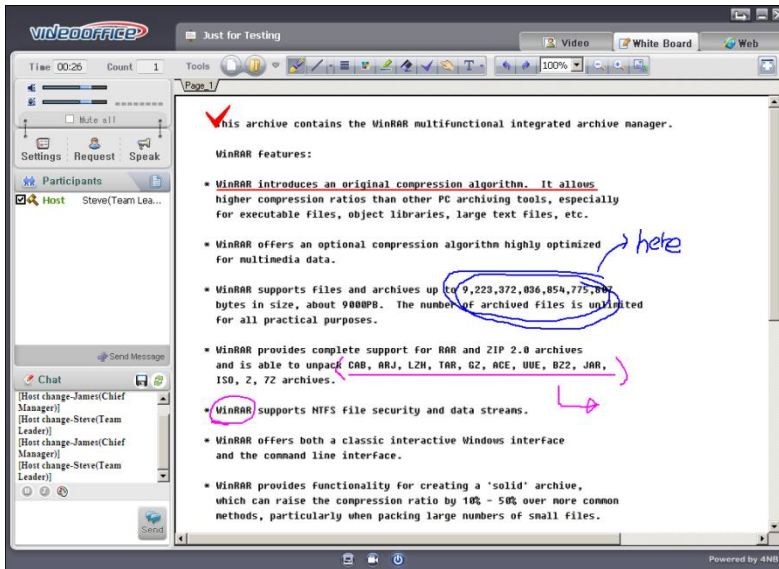 VIDEOOFFICE
Just for Testing
Video
White Board
Web
Time 00:26 Count 1
Tools
100%
Page_1
Mute all
Settings Request Speak
Participants
Host Steve(Team Lea...
Send Message
Chat
[Host change-James(Chief
Manager)]
[Host change-Steve(Team
Leader)]
[Host change-James(Chief
Manager)]
[Host change-Steve(Team
Leader)]
Send
This archive contains the WinRAR multifunctional integrated archive manager.
WinRAR features:
* WinRAR introduces an original compression algorithm. It allows
higher compression ratios than other PC archiving tools, especially
for executable files, object libraries, large text files, etc.
* WinRAR offers an optional compression algorithm highly optimized
for multimedia data.
here
* WinRAR supports files and archives up to 9,223,372,036,854,775,807
bytes in size, about 9000PB. The number of archived files is unlimited
for all practical purposes.
* WinRAR provides complete support for RAR and ZIP 2.0 archives
and is able to unpack CAB, ARJ, LZH, TAR, GZ, ACE, UUE, BZ2, JAR,
ISO, Z, 7Z archives.
* WinRAR supports NTFS file security and data streams.
* WinRAR offers both a classic interactive Windows interface
and the command line interface.
* WinRAR provides functionality for creating a 'solid' archive,
which can raise the compression ratio by 10% - 50% over more common
methods, particularly when packing large numbers of small files.
Powered by 4NB